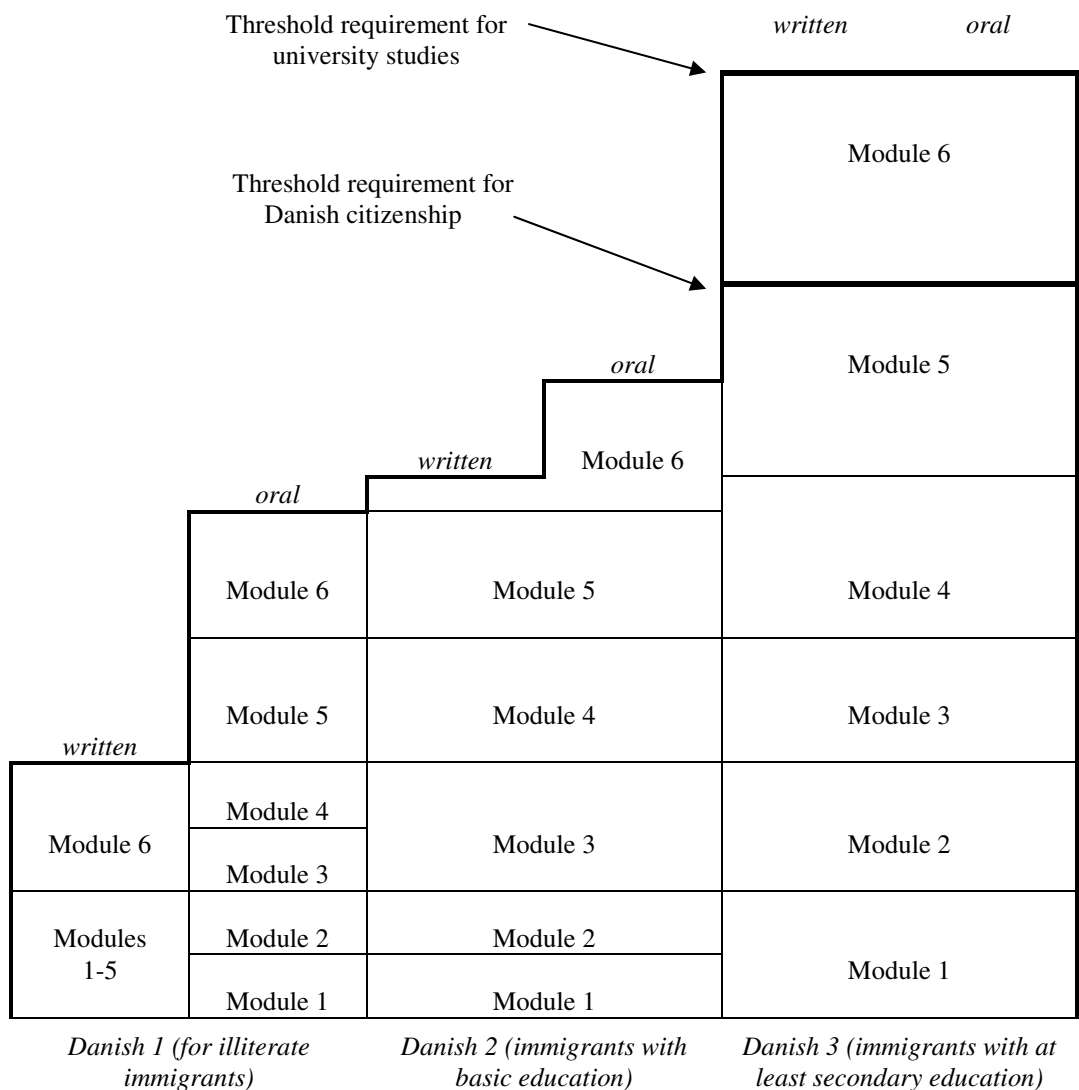 Threshold requirement for
university studies
written oral
Module 6
Threshold requirement for
Danish citizenship
oral
Module 5
written
Module 6
oral
Module 6
Module 5
Module 4
Module 5
Module 4
Module 3
written
Module 4
Module 6
Module 3
Module 2
Module 3
Modules
1-5
Module 2
Module 2
Module 1
Module 1
Module 1
Danish 1 (for illiterate
immigrants)
Danish 2 (immigrants with
basic education)
Danish 3 (immigrants with at
least secondary education)